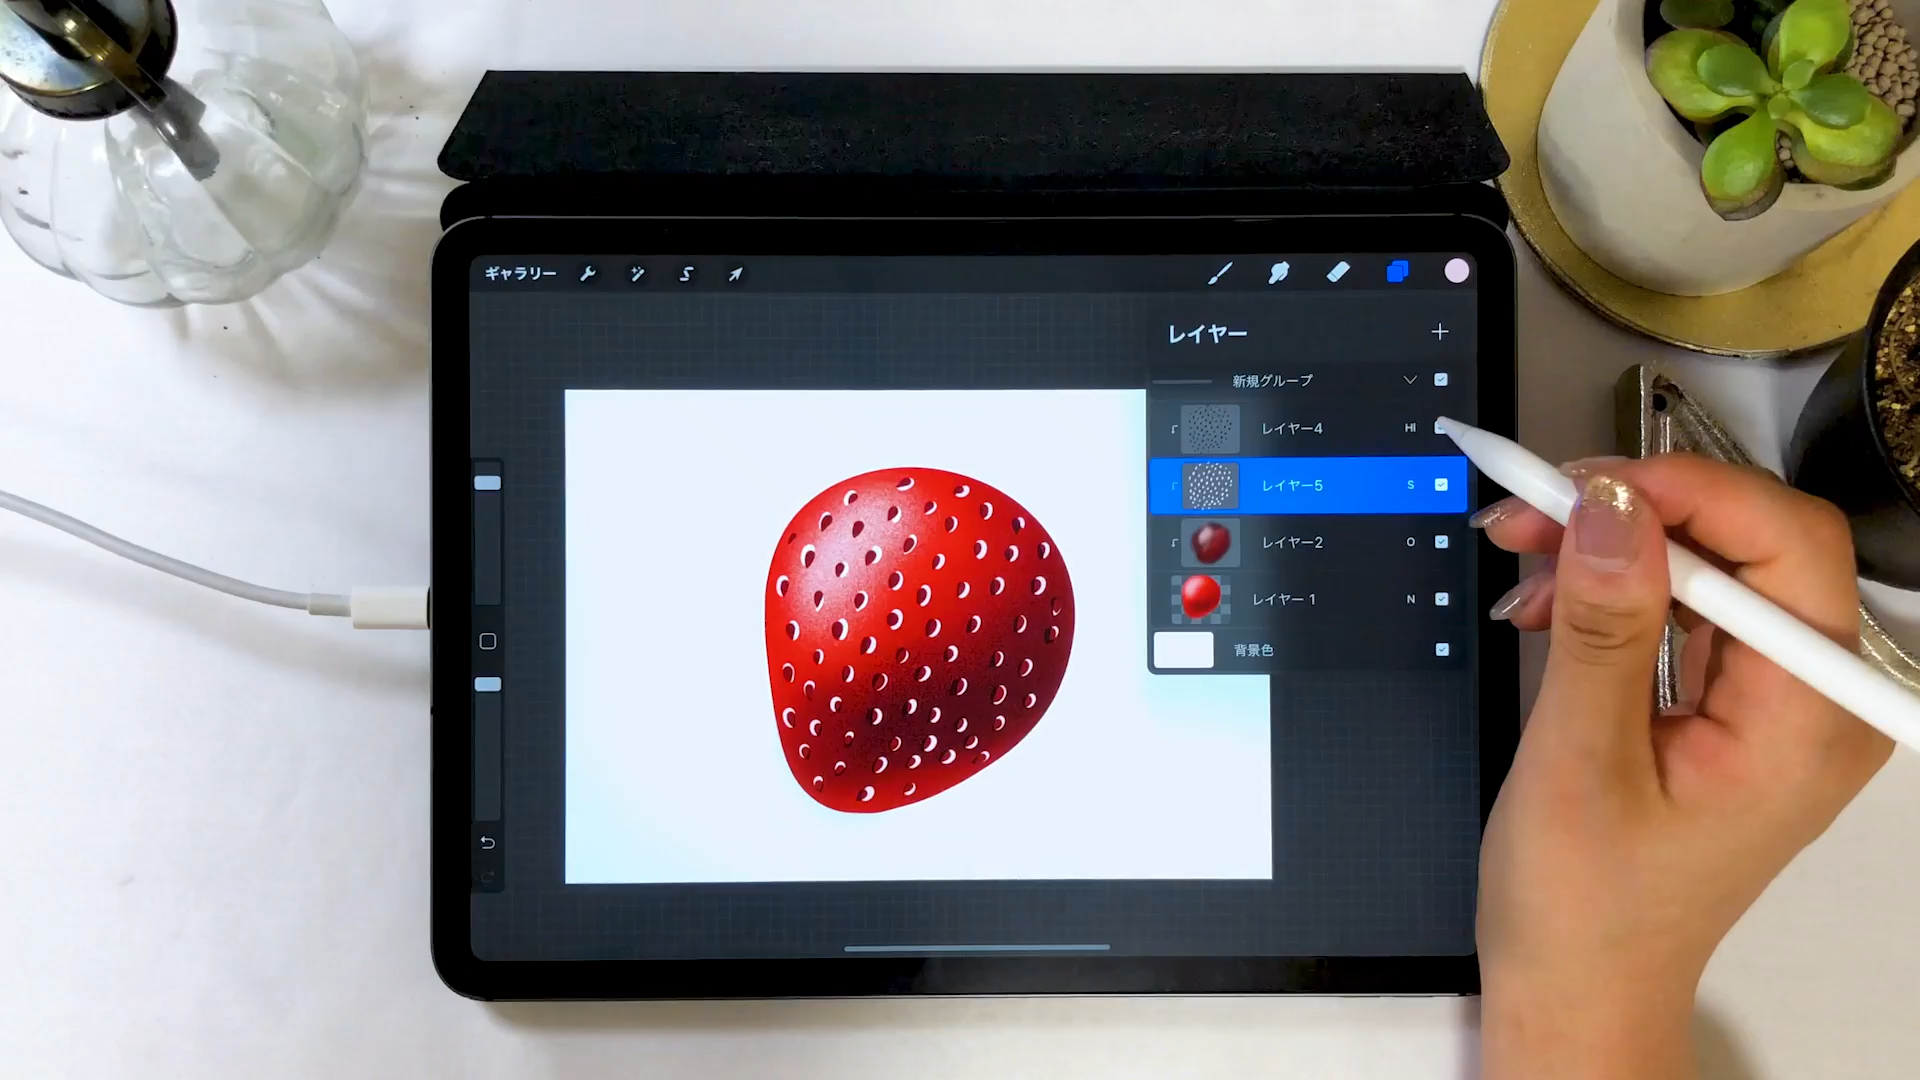 ギャラリー
レイヤー
新規グループ
レイヤー4 HI
レイヤー5 S
レイヤー2 O
レイヤー 1 N
背景色